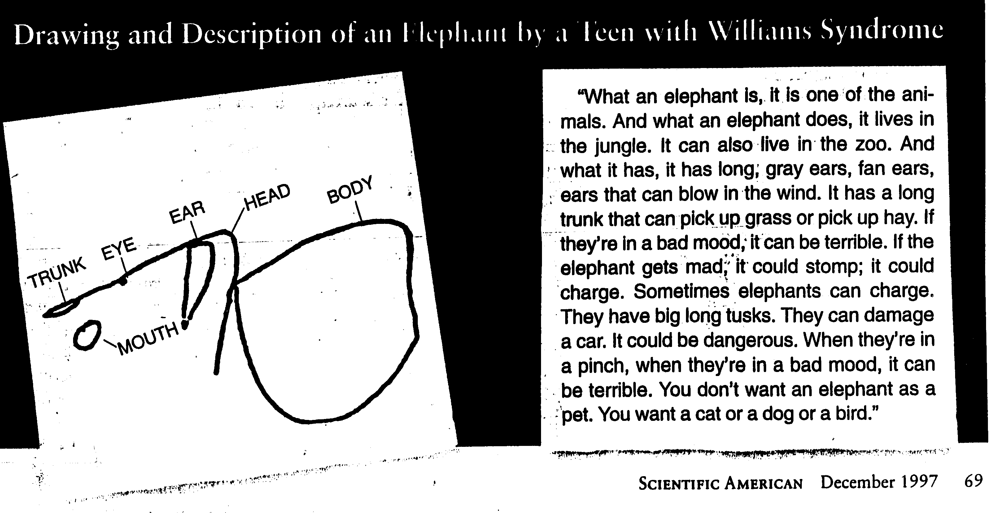 Drawing and Description of an Elephant by a Teen with Williams Syndrome
TRUNK
EYE
EAR
HEAD
BODY
MOUTH
“What an elephant is, it is one of the ani-
mals. And what an elephant does, it lives in
the jungle. It can also live in the zoo. And
what it has, it has long, gray ears, fan ears,
ears that can blow in the wind. It has a long
trunk that can pick up grass or pick up hay. If
they're in a bad mood, it can be terrible. If the
elephant gets mad, it could stomp; it could
charge. Sometimes elephants can charge.
They have big long tusks. They can damage
a car. It could be dangerous. When they're in
a pinch, when they're in a bad mood, it can
be terrible. You don't want an elephant as a
pet. You want a cat or a dog or a bird.”
SCIENTIFIC AMERICAN December 1997 69